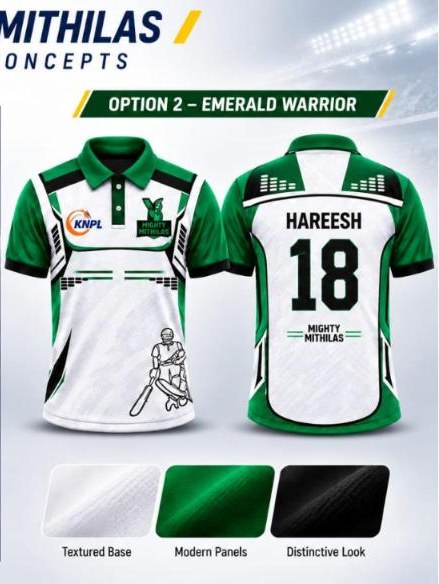 MITHILAS
ONCEPTS
OPTION 2 – EMERALD WARRIOR
KNPL
MIGHTY
MITHILAS
HAREESH
18
MIGHTY
MITHILAS
Textured Base
Modern Panels
Distinctive Look